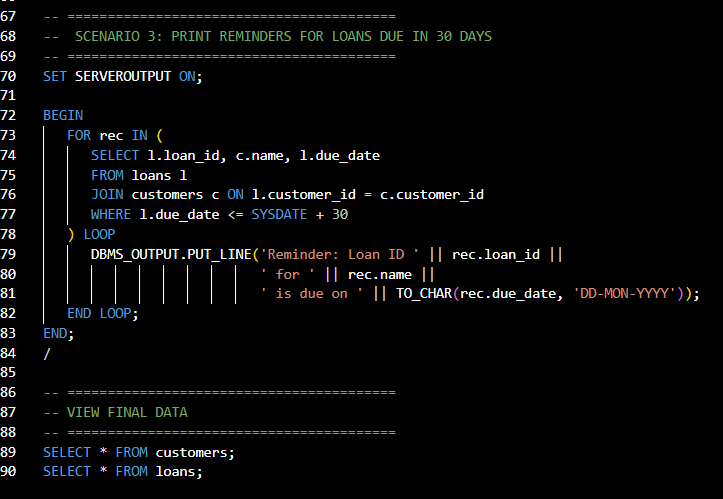 67 -- =========================================
68 --  SCENARIO 3: PRINT REMINDERS FOR LOANS DUE IN 30 DAYS
69 -- =========================================
70 SET SERVEROUTPUT ON;
71
72 BEGIN
73    FOR rec IN (
74       SELECT l.loan_id, c.name, l.due_date
75       FROM loans l
76       JOIN customers c ON l.customer_id = c.customer_id
77       WHERE l.due_date <= SYSDATE + 30
78    ) LOOP
79       DBMS_OUTPUT.PUT_LINE('Reminder: Loan ID ' || rec.loan_id ||
80                            ' for ' || rec.name ||
81                            ' is due on ' || TO_CHAR(rec.due_date, 'DD-MON-YYYY'));
82    END LOOP;
83 END;
84 /
85
86 -- =========================================
87 -- VIEW FINAL DATA
88 -- =========================================
89 SELECT * FROM customers;
90 SELECT * FROM loans;